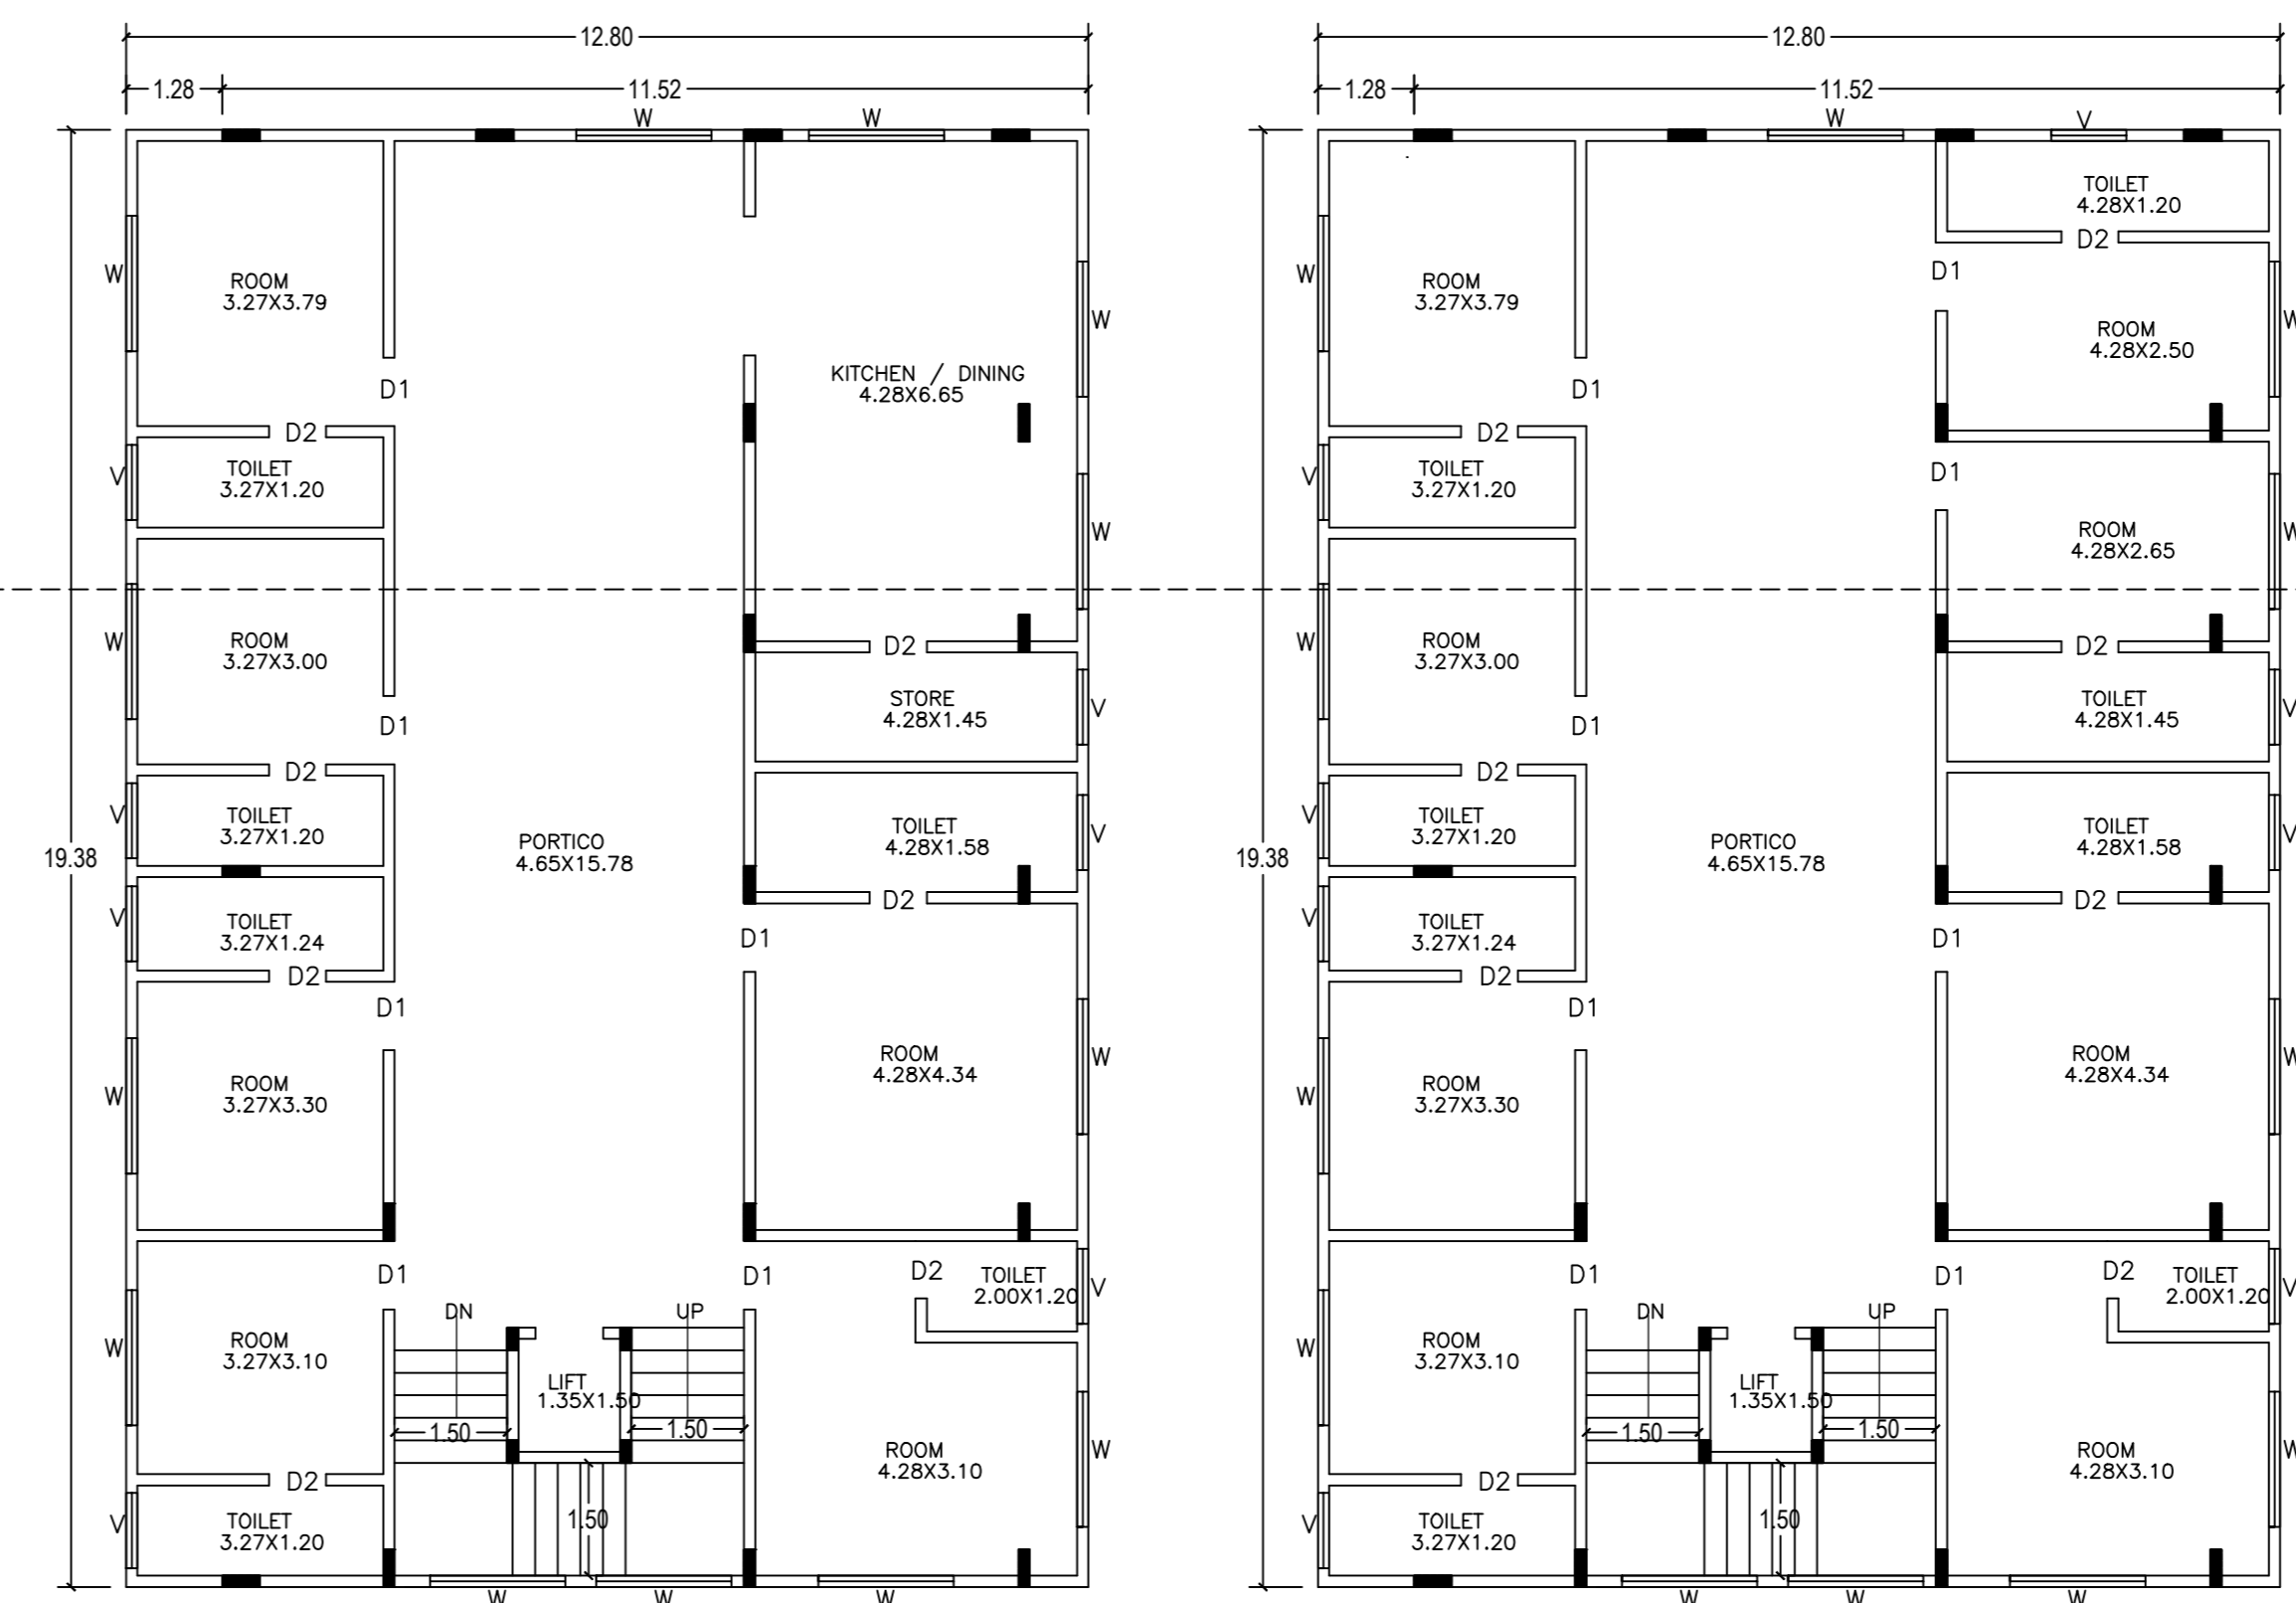 12.80
1.28
11.52
W
W
W
ROOM
3.27X3.79
W
KITCHEN / DINING
4.28X6.65
D1
D2
V
TOILET
3.27X1.20
W
W
ROOM
3.27X3.00
D2
STORE
4.28X1.45
V
D1
D2
V
TOILET
3.27X1.20
TOILET
4.28X1.58
V
19.38
PORTICO
4.65X15.78
D2
V
TOILET
3.27X1.24
D1
D2
D1
ROOM
4.28X4.34
W
W
ROOM
3.27X3.30
D1
D1
D2
TOILET
2.00X1.20
V
DN
UP
W
ROOM
3.27X3.10
LIFT
1.35X1.50
1.50
1.50
ROOM
4.28X3.10
W
D2
V
TOILET
3.27X1.20
1.50
W
W
W
12.80
1.28
11.52
W
V
TOILET
4.28X1.20
D2
W
ROOM
3.27X3.79
D1
ROOM
4.28X2.50
W
D1
D2
V
TOILET
3.27X1.20
D1
ROOM
4.28X2.65
W
W
ROOM
3.27X3.00
D2
TOILET
4.28X1.45
V
D1
D2
V
TOILET
3.27X1.20
TOILET
4.28X1.58
V
19.38
PORTICO
4.65X15.78
D2
V
TOILET
3.27X1.24
D1
D2
D1
ROOM
4.28X4.34
W
W
ROOM
3.27X3.30
D1
D1
D2
TOILET
2.00X1.20
V
DN
UP
W
ROOM
3.27X3.10
LIFT
1.35X1.50
1.50
1.50
ROOM
4.28X3.10
W
D2
V
TOILET
3.27X1.20
1.50
W
W
W